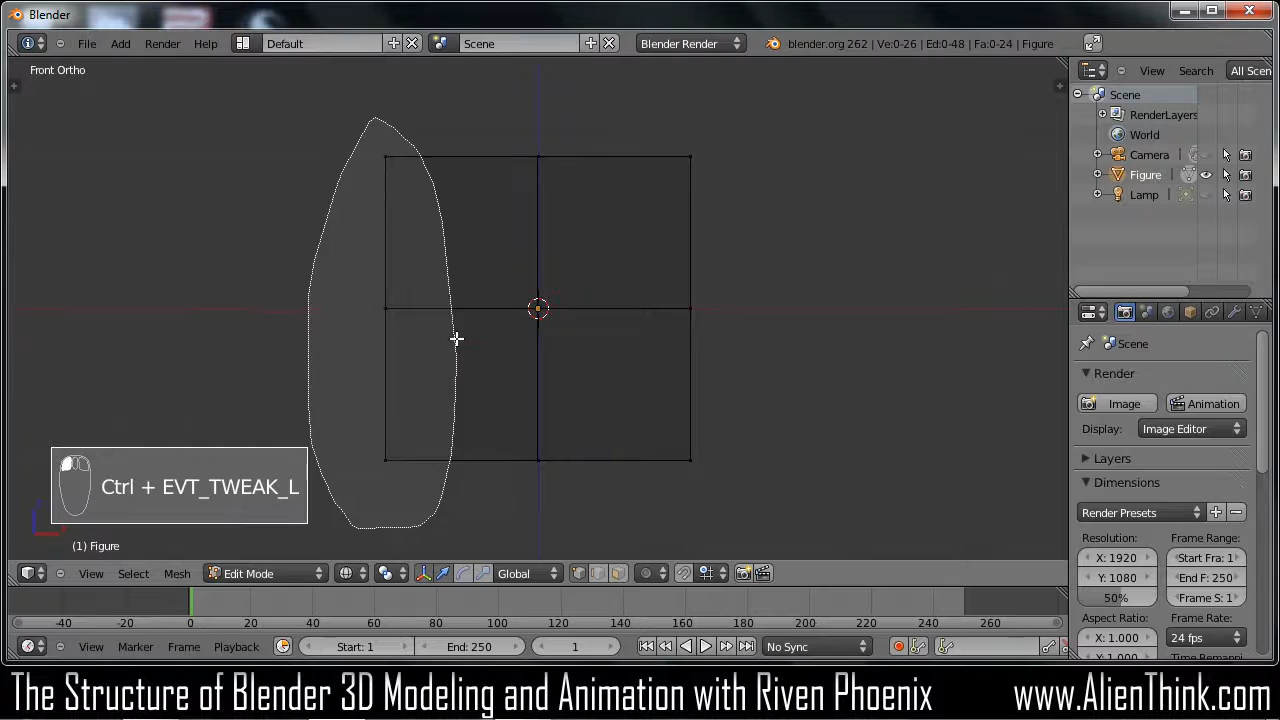 Blender
File Add Render Help Default Scene Blender Render blender.org 262 | Ve:0-26 | Ed:0-48 | Fa:0-24 | Figure
Front Ortho
View Search All Scen
Scene
RenderLayers
World
Camera
Figure
Lamp
Scene
Render
Image Animation
Display: Image Editor
Layers
Dimensions
Render Presets
Resolution: Frame Range:
X: 1920 Start Fra: 1
Y: 1080 End F: 250
50% Frame S: 1
Aspect Ratio: Frame Rate:
X: 1.000 24 fps
Y: 1.000 Time Remappi
Ctrl + EVT_TWEAK_L
(1) Figure
View Select Mesh Edit Mode Global
-40 -20 0 20 40 60 80 100 120 140 160 180 200 220 240 260
View Marker Frame Playback Start: 1 End: 250 1 No Sync
The Structure of Blender 3D Modeling and Animation with Riven Phoenix www.AlienThink.com